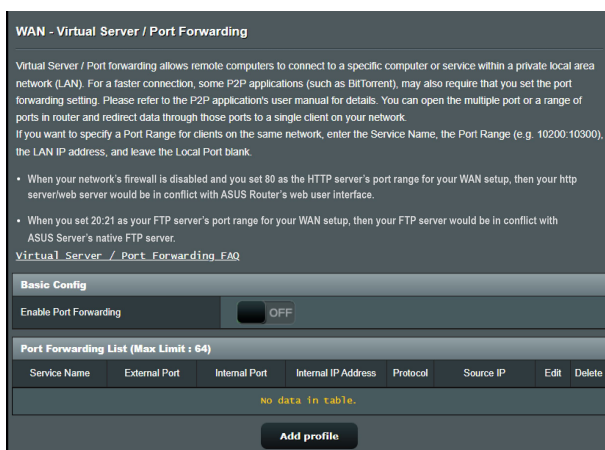 WAN - Virtual Server / Port Forwarding
Virtual Server / Port forwarding allows remote computers to connect to a specific computer or service within a private local area
network (LAN). For a faster connection, some P2P applications (such as BitTorrent), may also require that you set the port
forwarding setting. Please refer to the P2P application's user manual for details. You can open the multiple port or a range of
ports in router and redirect data through those ports to a single client on your network.
If you want to specify a Port Range for clients on the same network, enter the Service Name, the Port Range (e.g. 10200:10300),
the LAN IP address, and leave the Local Port blank.
• When your network's firewall is disabled and you set 80 as the HTTP server's port range for your WAN setup, then your http
server/web server would be in conflict with ASUS Router's web user interface.
• When you set 20:21 as your FTP server's port range for your WAN setup, then your FTP server would be in conflict with
ASUS Server's native FTP server.
Virtual Server / Port Forwarding FAQ
Basic Config
Enable Port Forwarding OFF
Port Forwarding List (Max Limit : 64)
Service Name External Port Internal Port Internal IP Address Protocol Source IP Edit Delete
No data in table.
Add profile